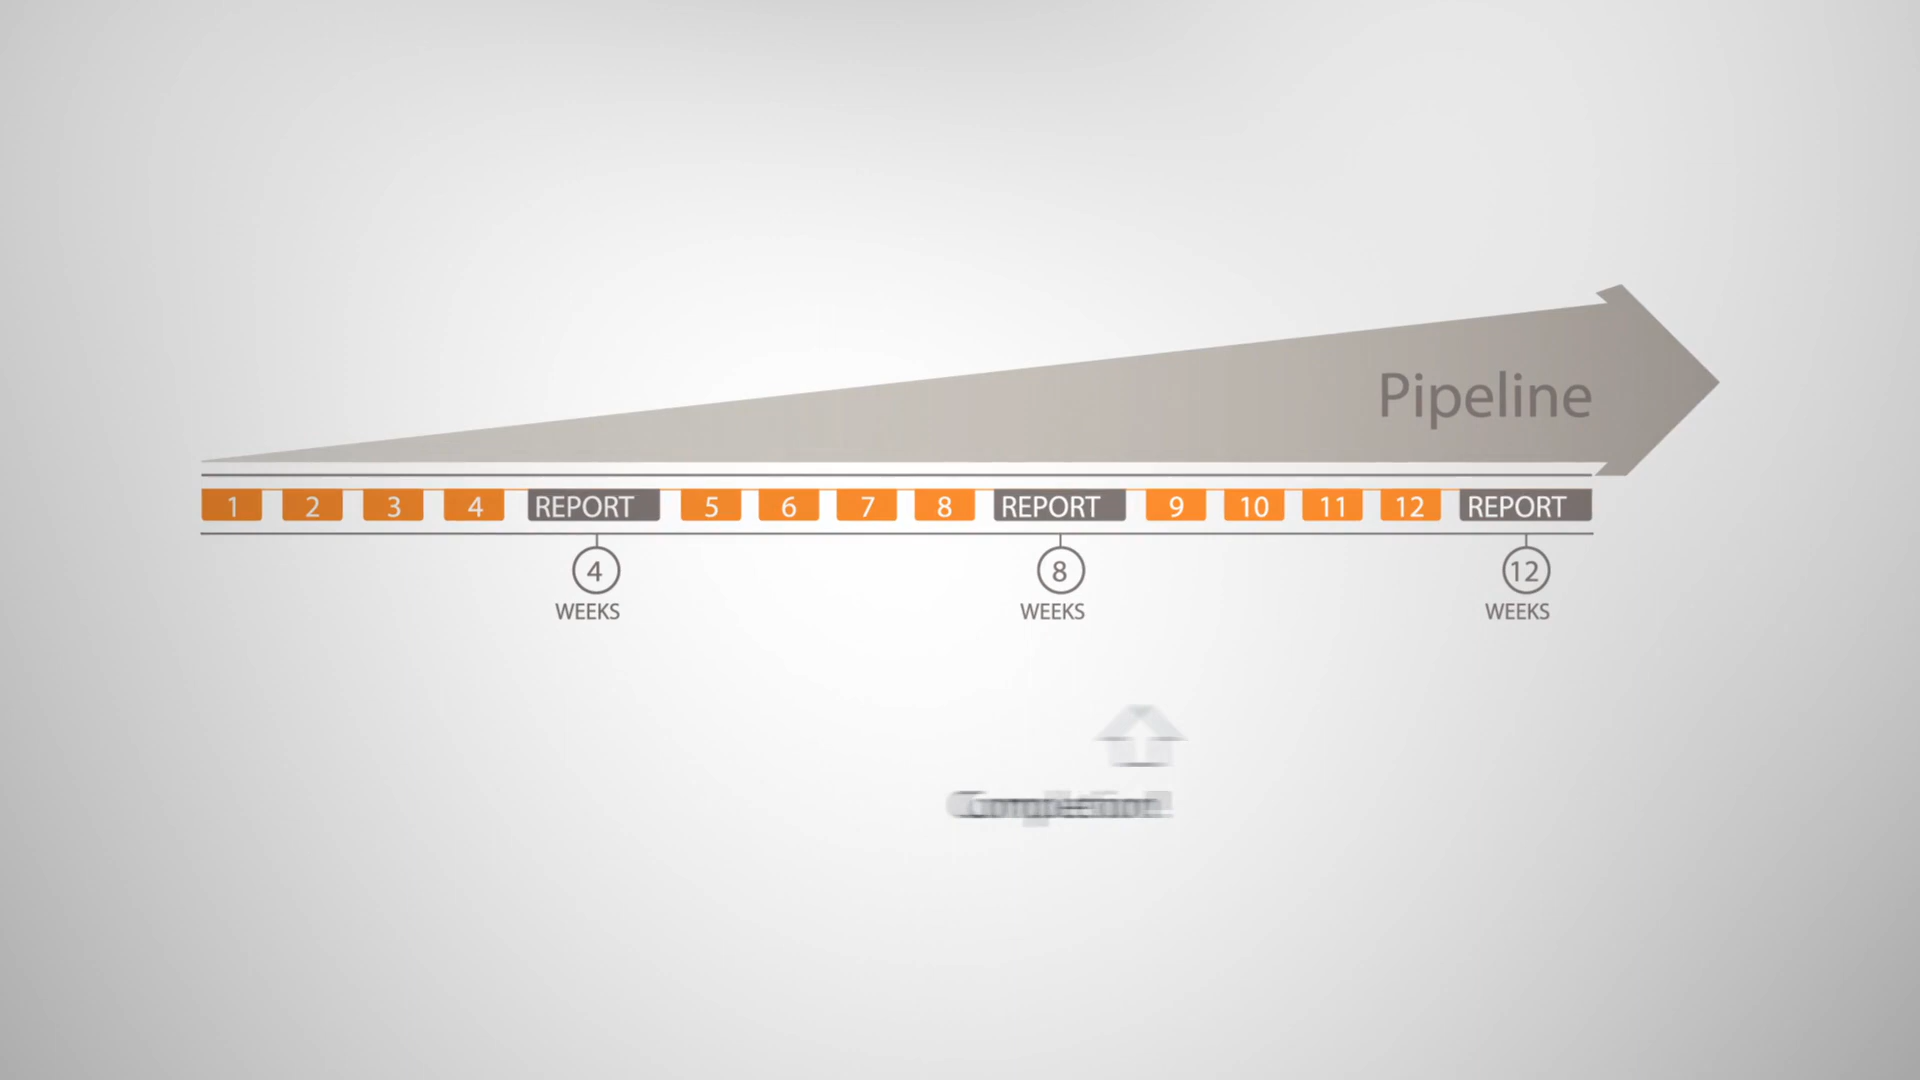 Pipeline
1 2 3 4 REPORT 5 6 7 8 REPORT 9 10 11 12 REPORT
4 8 12
WEEKS WEEKS WEEKS